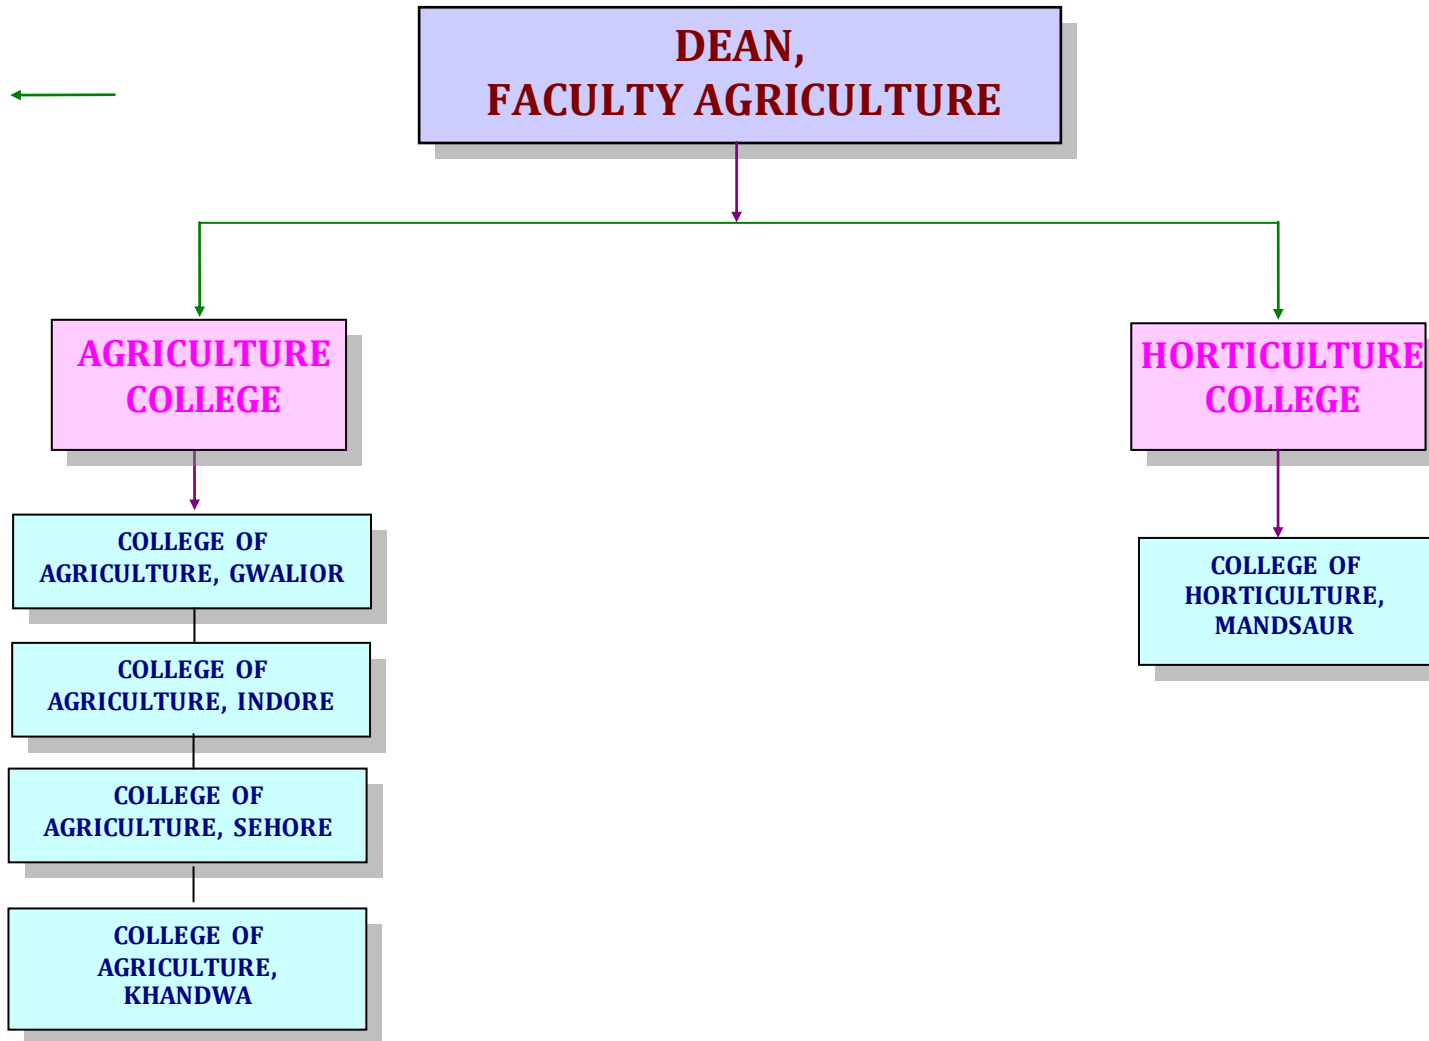 DEAN,
FACULTY AGRICULTURE
AGRICULTURE
COLLEGE
HORTICULTURE
COLLEGE
COLLEGE OF
AGRICULTURE, GWALIOR
COLLEGE OF
AGRICULTURE, INDORE
COLLEGE OF
AGRICULTURE, SEHORE
COLLEGE OF
AGRICULTURE,
KHANDWA
COLLEGE OF
HORTICULTURE,
MANDSAUR